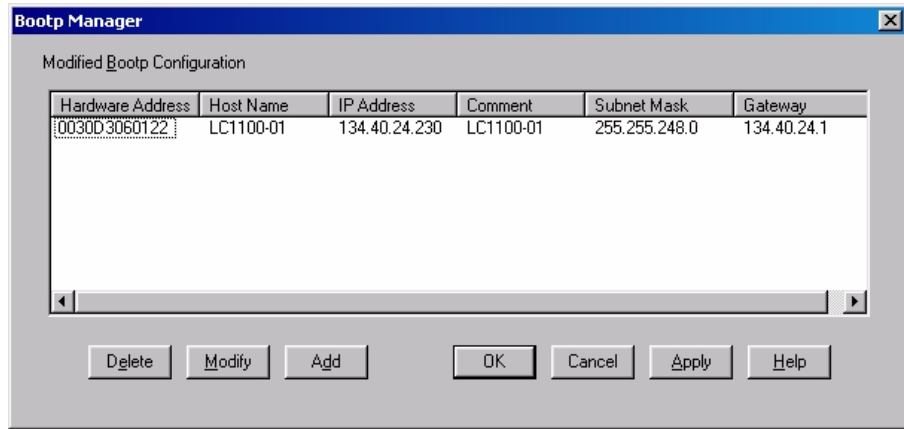 Bootp Manager
Modified Bootp Configuration
Hardware Address Host Name IP Address Comment Subnet Mask Gateway
0030D3060122 LC1100-01 134.40.24.230 LC1100-01 255.255.248.0 134.40.24.1
Delete Modify Add OK Cancel Apply Help